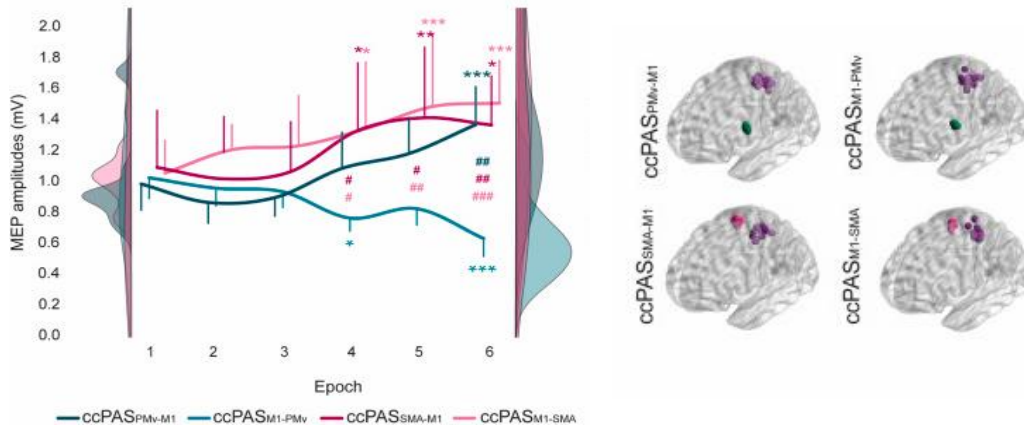 2.0
1.8
1.6
1.4
1.2
1.0
0.8
0.6
0.4
0.2
0.0
MEP amplitudes (mV)
* *
** ***
*** * ***
# #
# ##
## ## ###
*
***
1 2 3 4 5 6
Epoch
ccPASPMv-M1 ccPASM1-PMv ccPASSMA-M1 ccPASM1-SMA
ccPASPMv-M1
ccPASM1-PMv
ccPASSMA-M1
ccPASM1-SMA